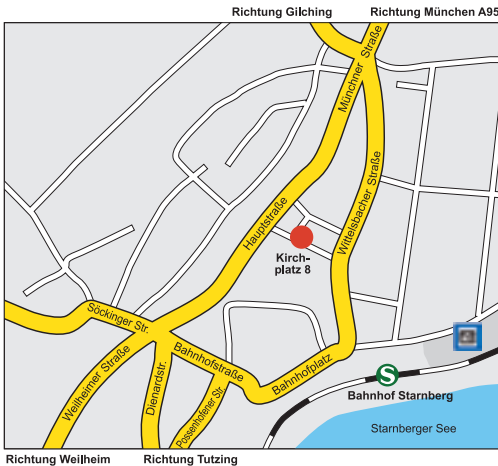 Richtung Gilching
Richtung München A95
Münchner Straße
Hauptstraße
Wittelsbacher Straße
Kirch-
platz 8
Söckinger Str.
Weilheimer Straße
Dienardstr.
Bahnhofstraße
Possenhofener Str.
Bahnhofplatz
S
Bahnhof Starnberg
Starnberger See
Richtung Weilheim
Richtung Tutzing